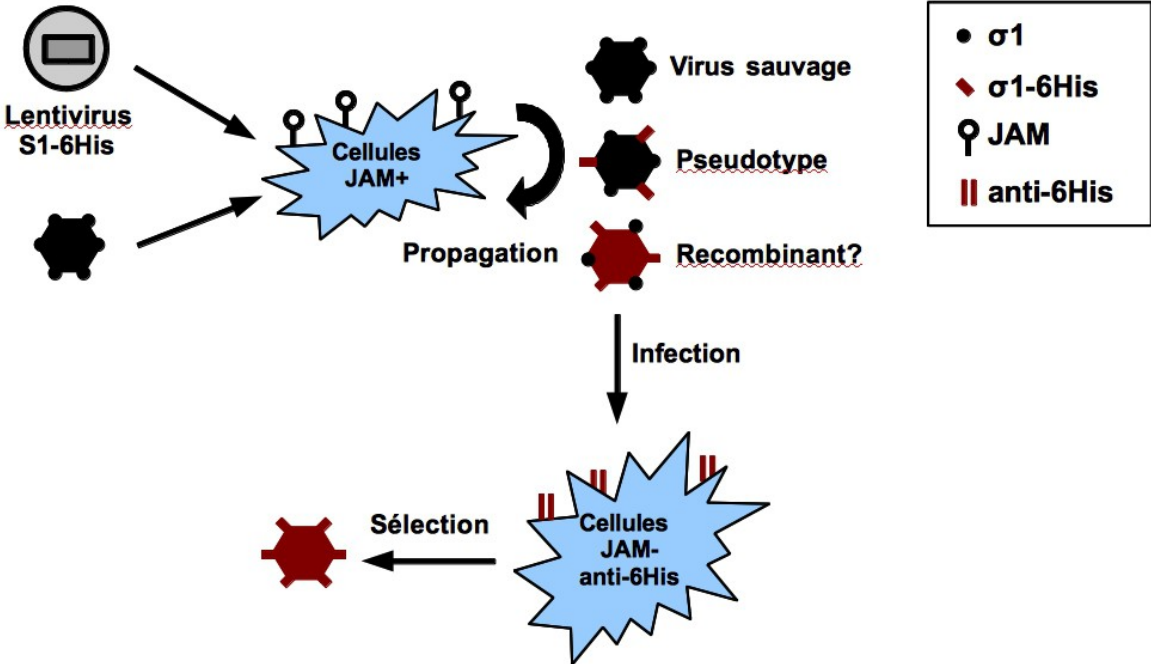 Lentivirus
S1-6His
Cellules
JAM+
Propagation
Virus sauvage
Pseudotype
Recombinant?
σ1
σ1-6His
JAM
anti-6His
Infection
Cellules
JAM-
anti-6His
Sélection